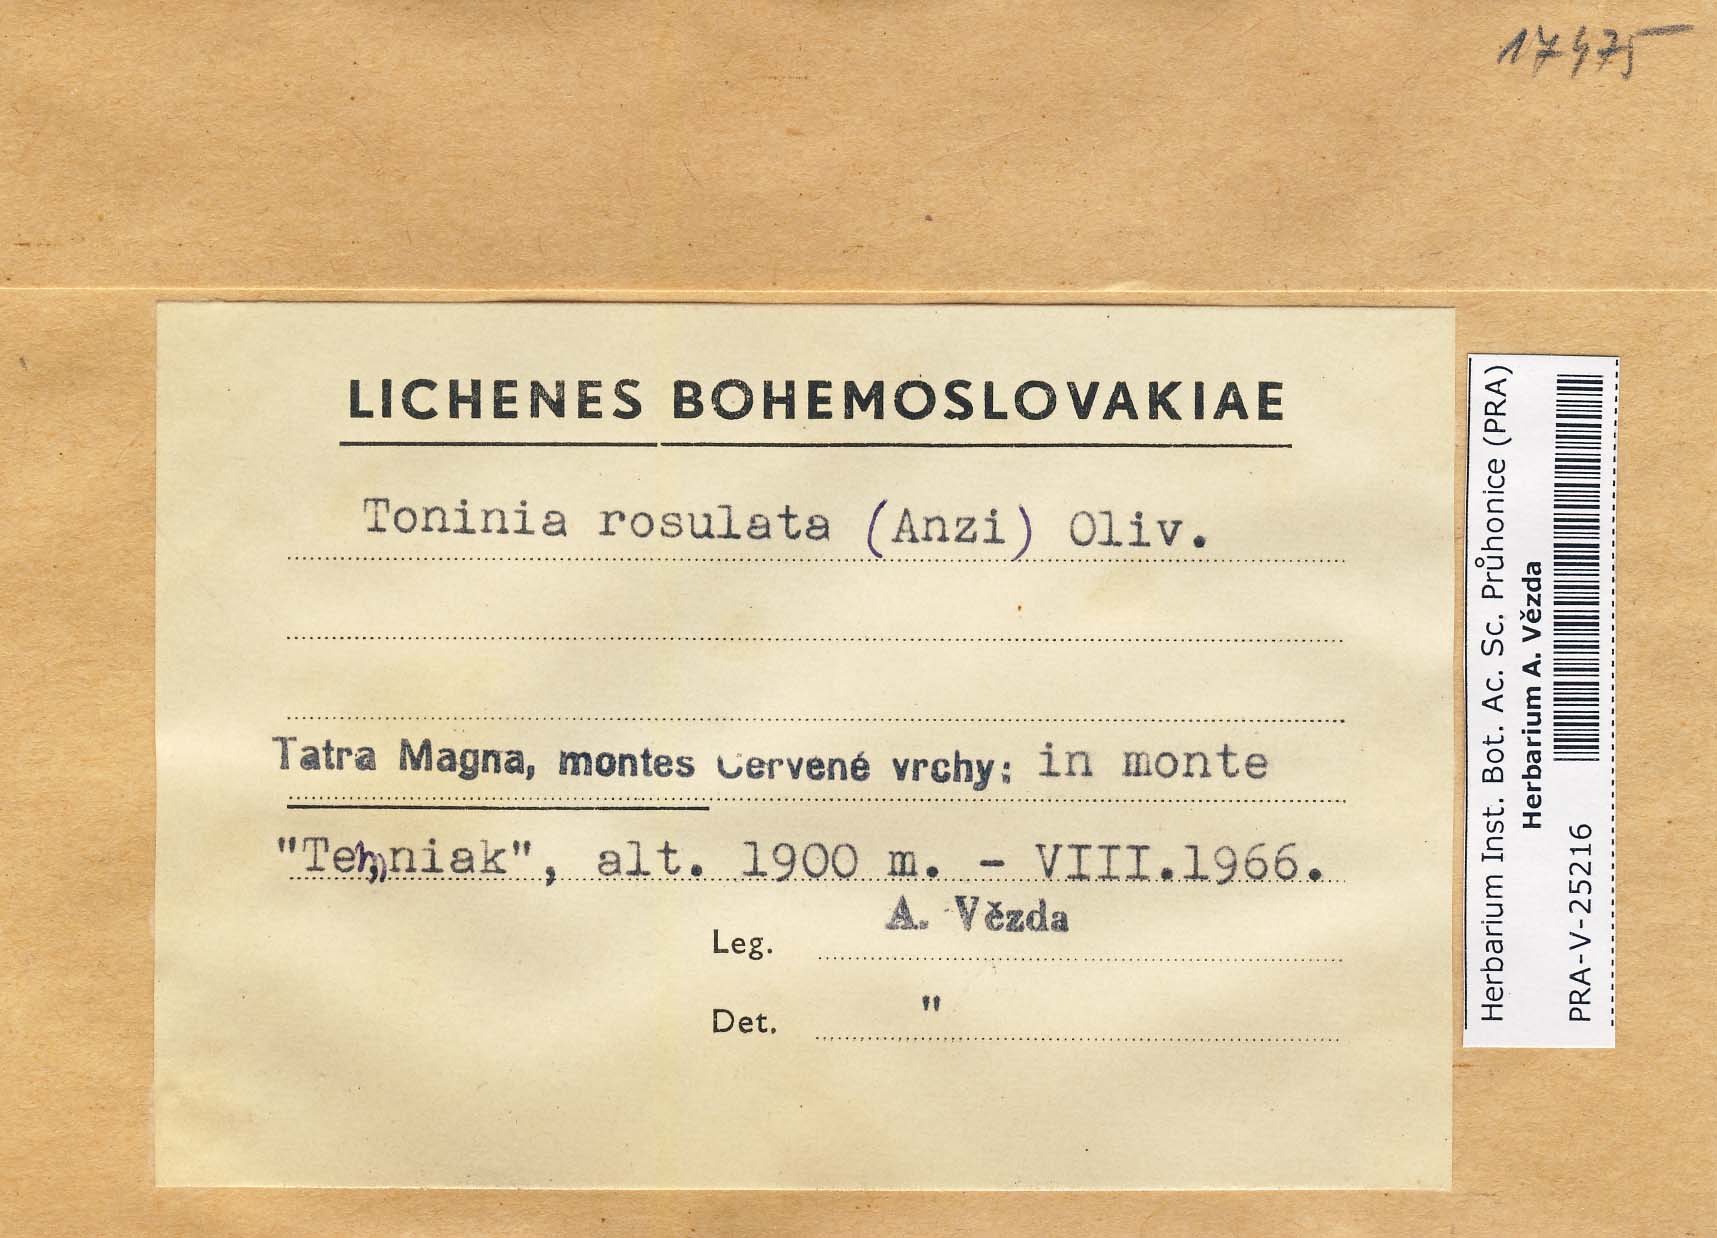 17475
LICHENES BOHEMOSLOVAKIAE
Toninia rosulata (Anzi) Oliv.
Tatra Magna, montes Červené vrchy: in monte
alt. 1900 m. - VIII.1966.
Leg. A. Vězda
Det. "
Herbarium Inst. Bot. Ac. Sc. Průhonice (PRA)
Herbarium A. Vězda
PRA-V-25216